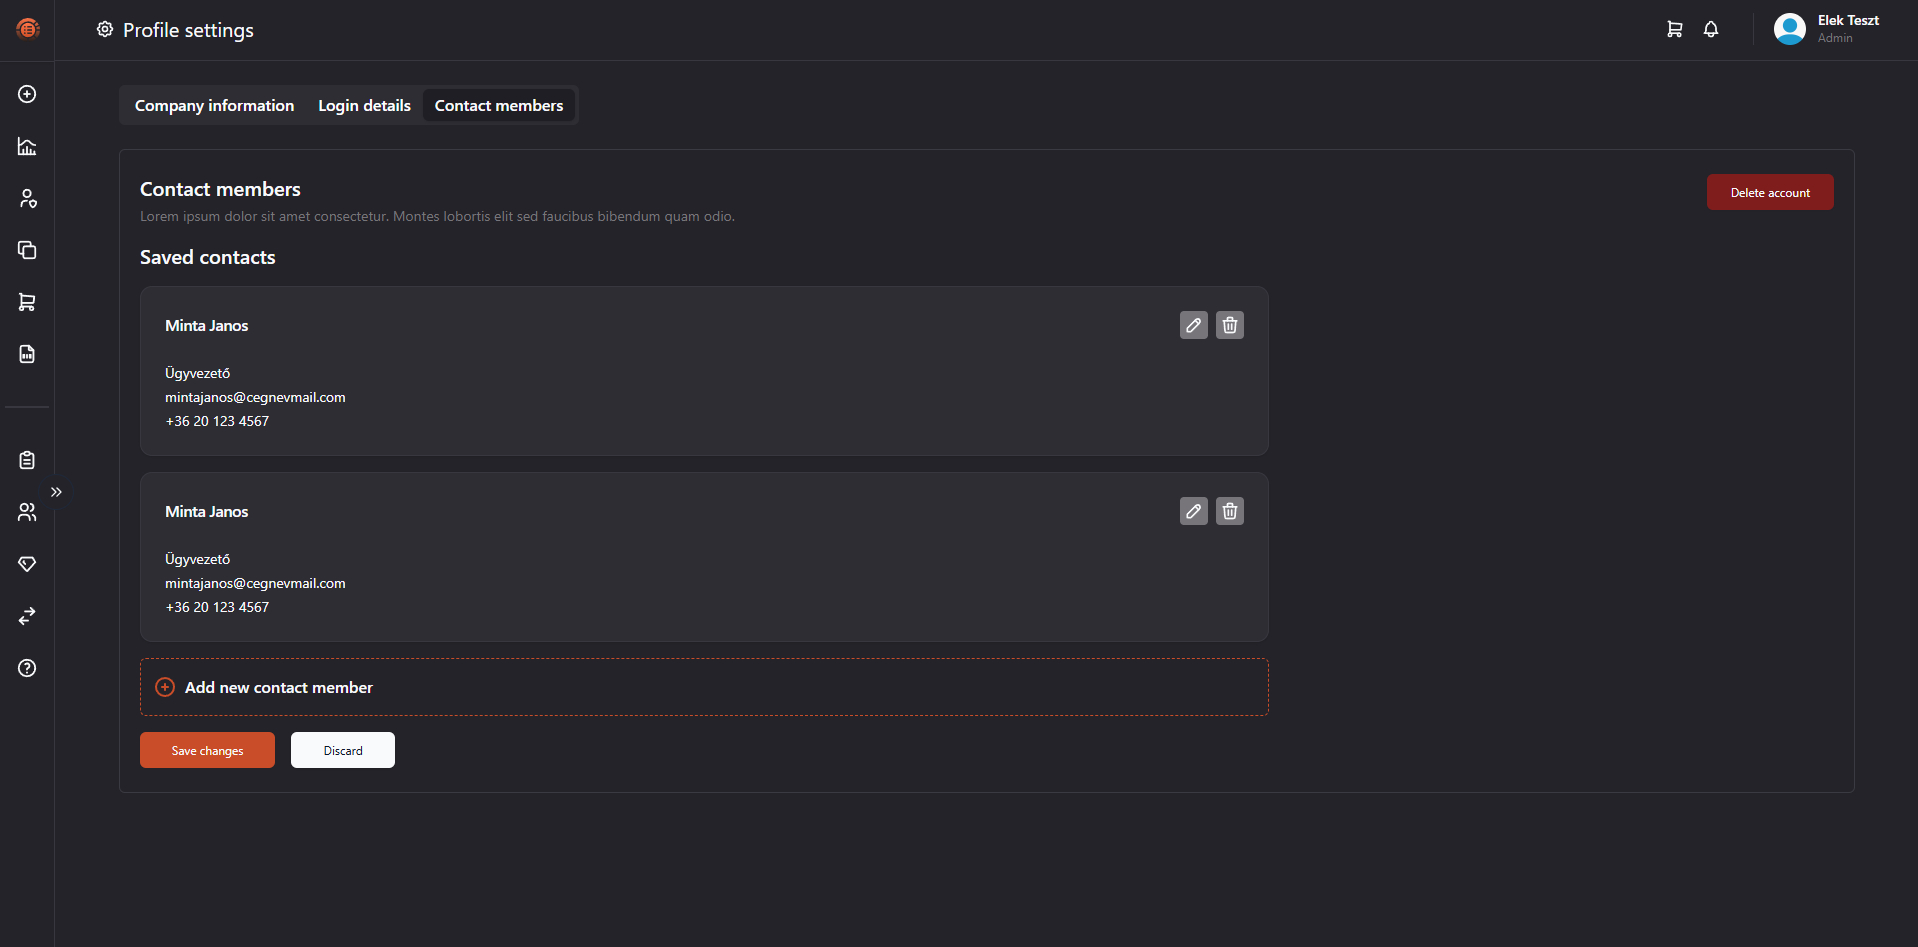 Profile settings
Elek Teszt
Admin
Company information
Login details
Contact members
Contact members
Delete account
Lorem ipsum dolor sit amet consectetur. Montes lobortis elit sed faucibus bibendum quam odio.
Saved contacts
Minta Janos
Ügyvezető
mintajanos@cegnevmail.com
+36 20 123 4567
Minta Janos
Ügyvezető
mintajanos@cegnevmail.com
+36 20 123 4567
Add new contact member
Save changes
Discard